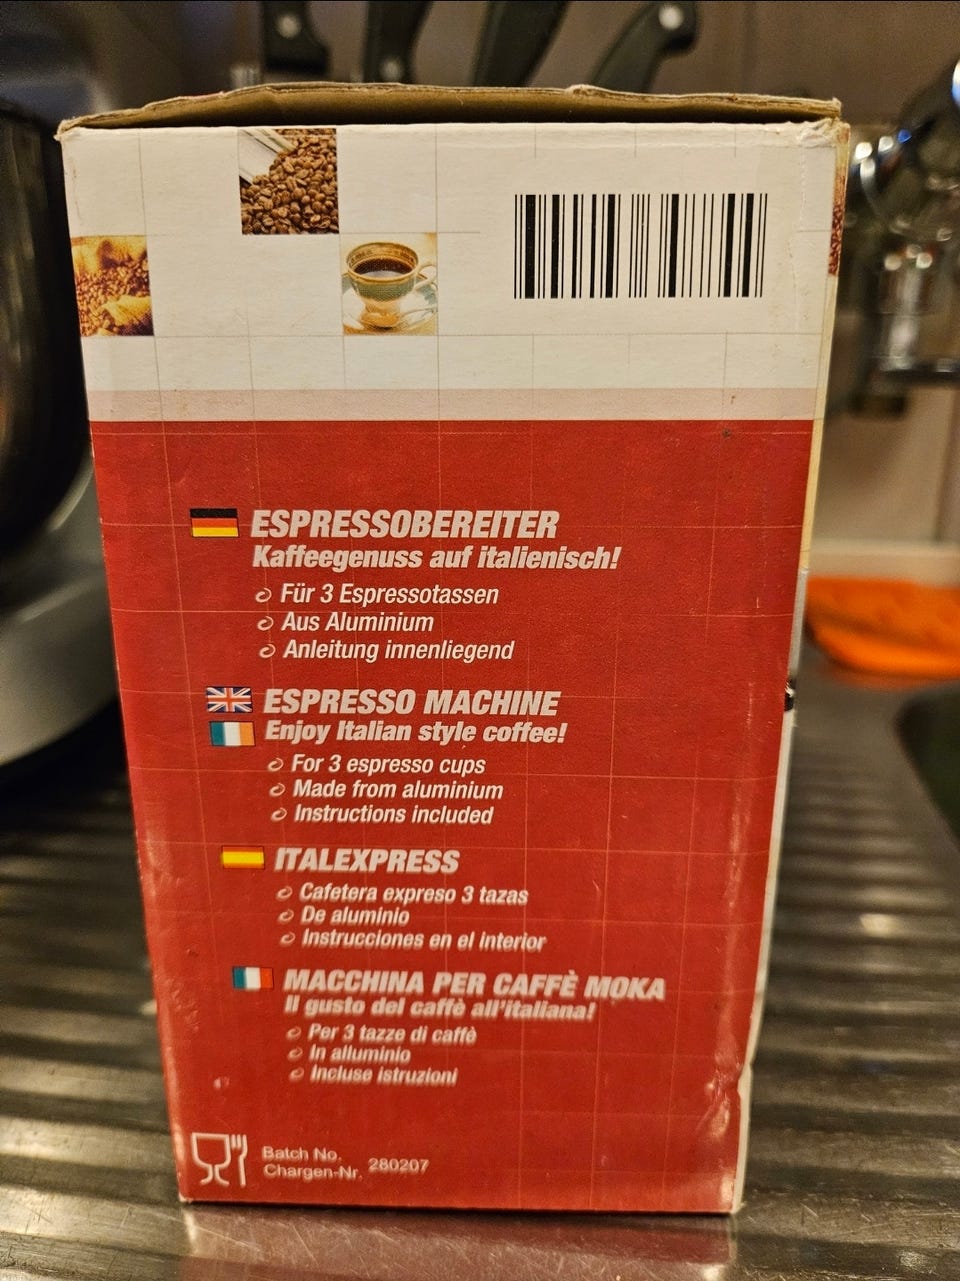 ESPRESSOBEREITER
Kaffeegenuss auf italienisch!
Für 3 Espressotassen
Aus Aluminium
Anleitung innenliegend
ESPRESSO MACHINE
Enjoy Italian style coffee!
For 3 espresso cups
Made from aluminium
Instructions included
ITALEXPRESS
Cafetera expreso 3 tazas
De aluminio
Instrucciones en el interior
MACCHINA PER CAFFÈ MOKA
Il gusto del caffè all'italiana!
Per 3 tazze di caffè
In alluminio
Incluse istruzioni
Batch No.
Chargen-Nr. 280207